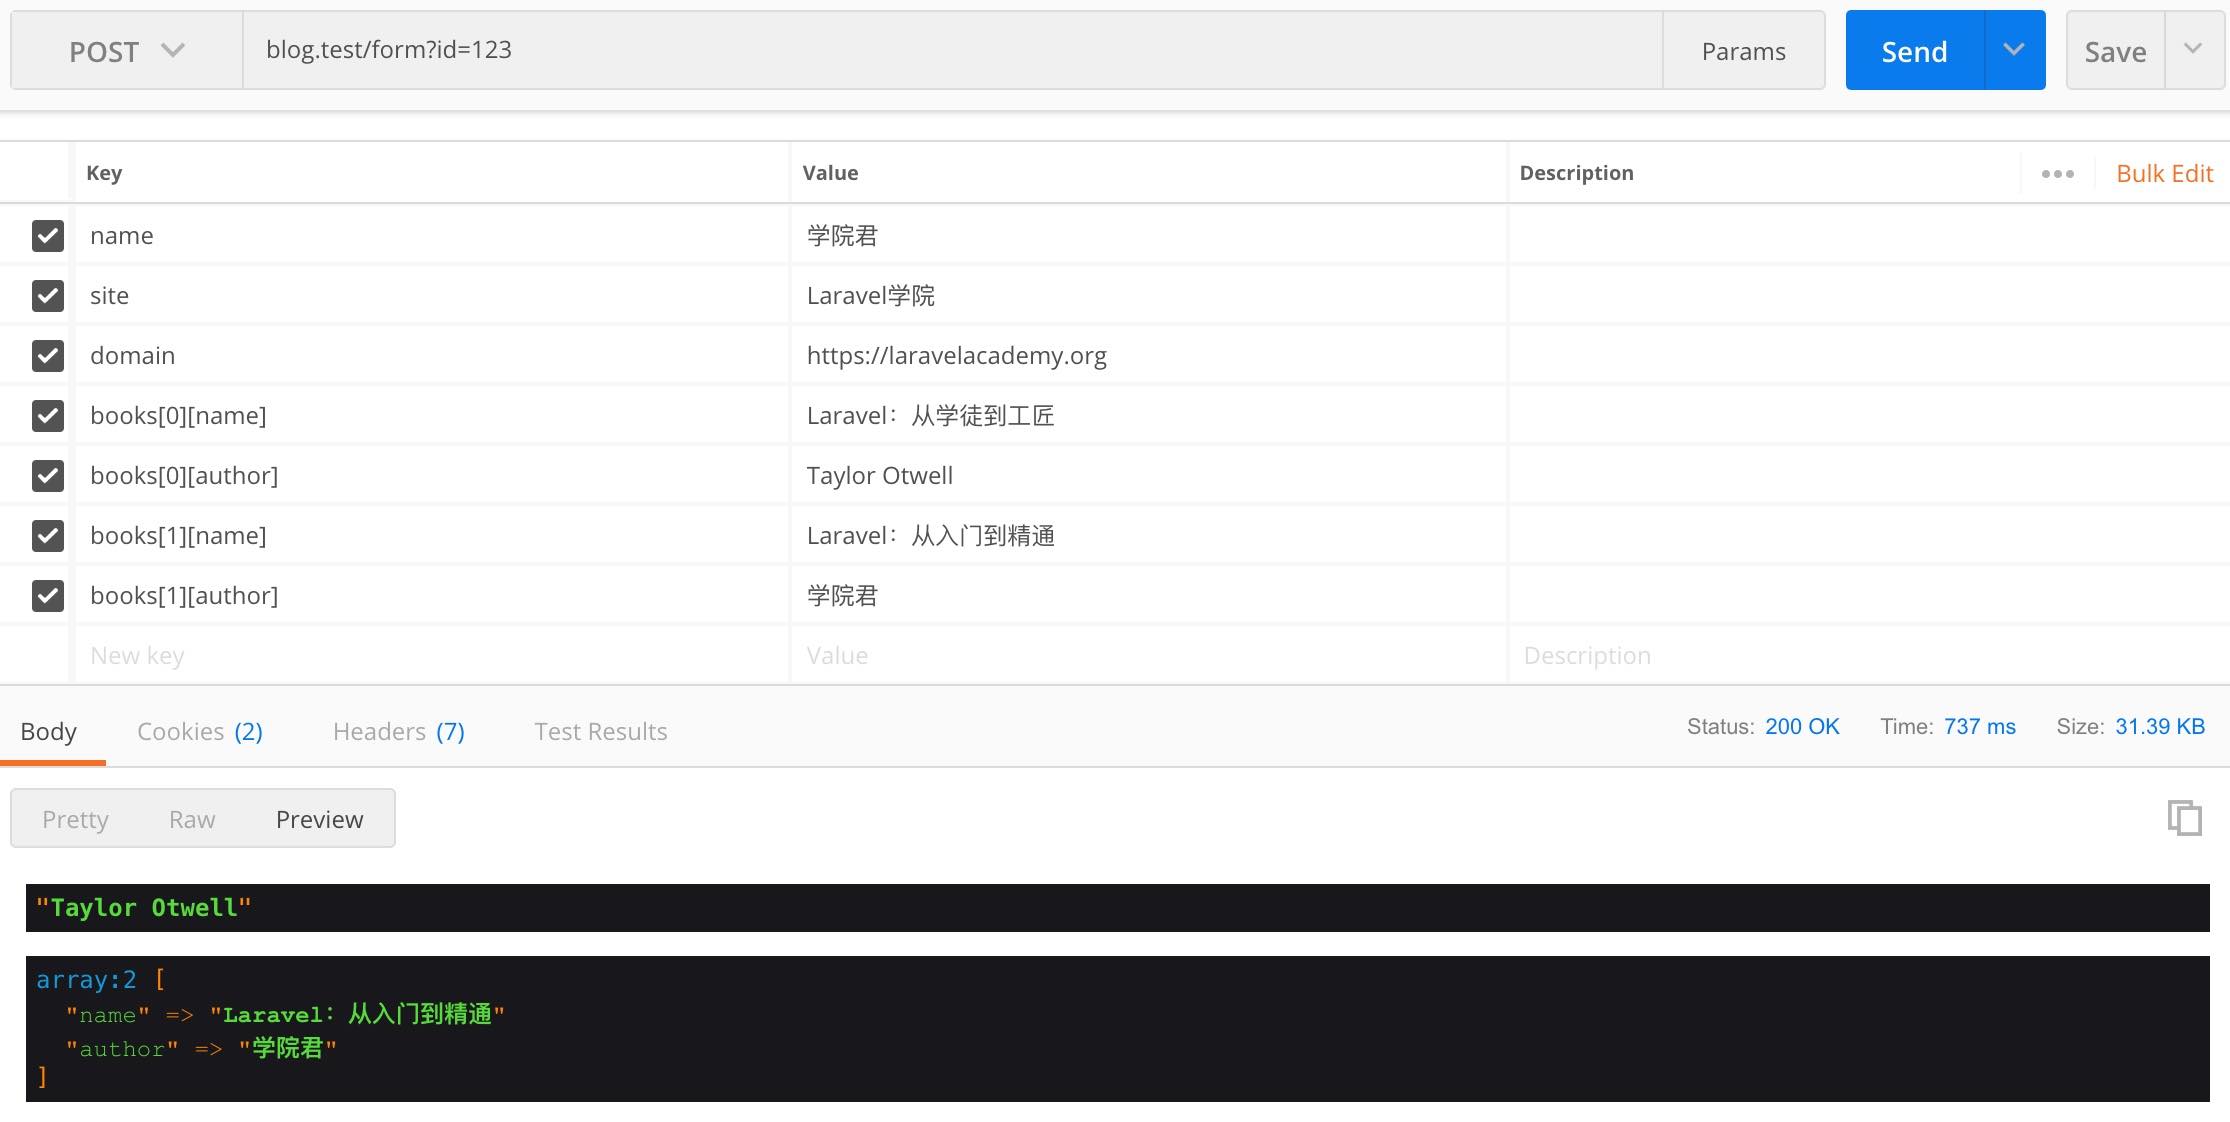 POST blog.test/form?id=123 Params Send Save
Key Value Description ••• Bulk Edit
name 学院君
site Laravel学院
domain https://laravelacademy.org
books[0][name] Laravel：从学徒到工匠
books[0][author] Taylor Otwell
books[1][name] Laravel：从入门到精通
books[1][author] 学院君
New key Value Description
Body Cookies (2) Headers (7) Test Results Status: 200 OK Time: 737 ms Size: 31.39 KB
Pretty Raw Preview
"Taylor Otwell"
array:2 [
"name" => "Laravel：从入门到精通"
"author" => "学院君"
]